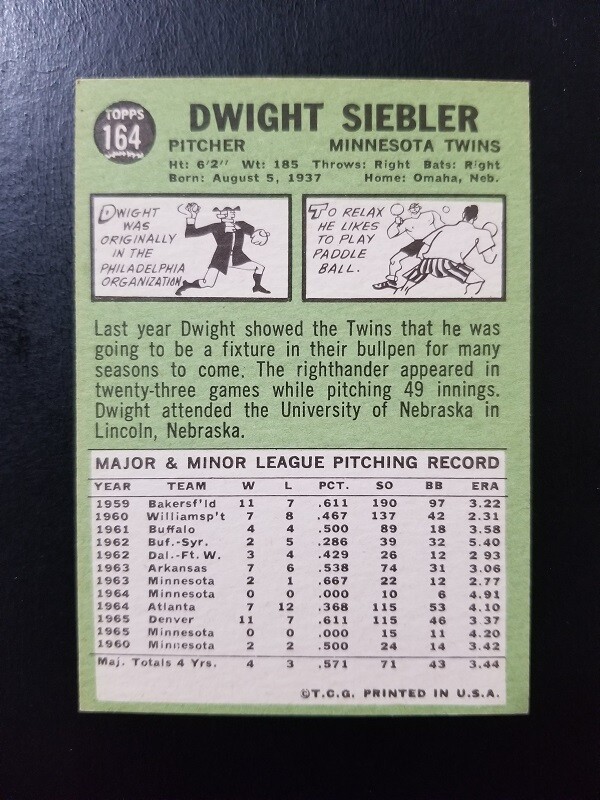 TOPPS
164
DWIGHT SIEBLER
PITCHER MINNESOTA TWINS
Ht: 6'2" Wt: 185 Throws: Right Bats: Right
Born: August 5, 1937 Home: Omaha, Neb.
DWIGHT
WAS
ORIGINALLY
IN THE
PHILADELPHIA
ORGANIZATION.
TO RELAX
HE LIKES
TO PLAY
PADDLE
BALL.
Last year Dwight showed the Twins that he was
going to be a fixture in their bullpen for many
seasons to come. The righthander appeared in
twenty-three games while pitching 49 innings.
Dwight attended the University of Nebraska in
Lincoln, Nebraska.
MAJOR & MINOR LEAGUE PITCHING RECORD
YEAR TEAM W L PCT. SO BB ERA
1959 Bakersf'ld 11 7 .611 190 97 3.22
1960 Williamsp't 7 8 .467 137 42 2.31
1961 Buffalo 4 4 .500 89 18 3.58
1962 Buf.-Syr. 2 5 .286 39 32 5.40
1962 Dal.-Ft. W. 3 4 .429 26 12 2 93
1963 Arkansas 7 6 .538 74 31 3.06
1963 Minnesota 2 1 .667 22 12 2.77
1964 Minnesota 0 0 .000 10 6 4.91
1964 Atlanta 7 12 .368 115 53 4.10
1965 Denver 11 7 .611 115 46 3.37
1965 Minnesota 0 0 .000 15 11 4.20
1960 Minnesota 2 2 .500 24 14 3.42
Maj. Totals 4 Yrs. 4 3 .571 71 43 3.44
©T.C.G. PRINTED IN U.S.A.